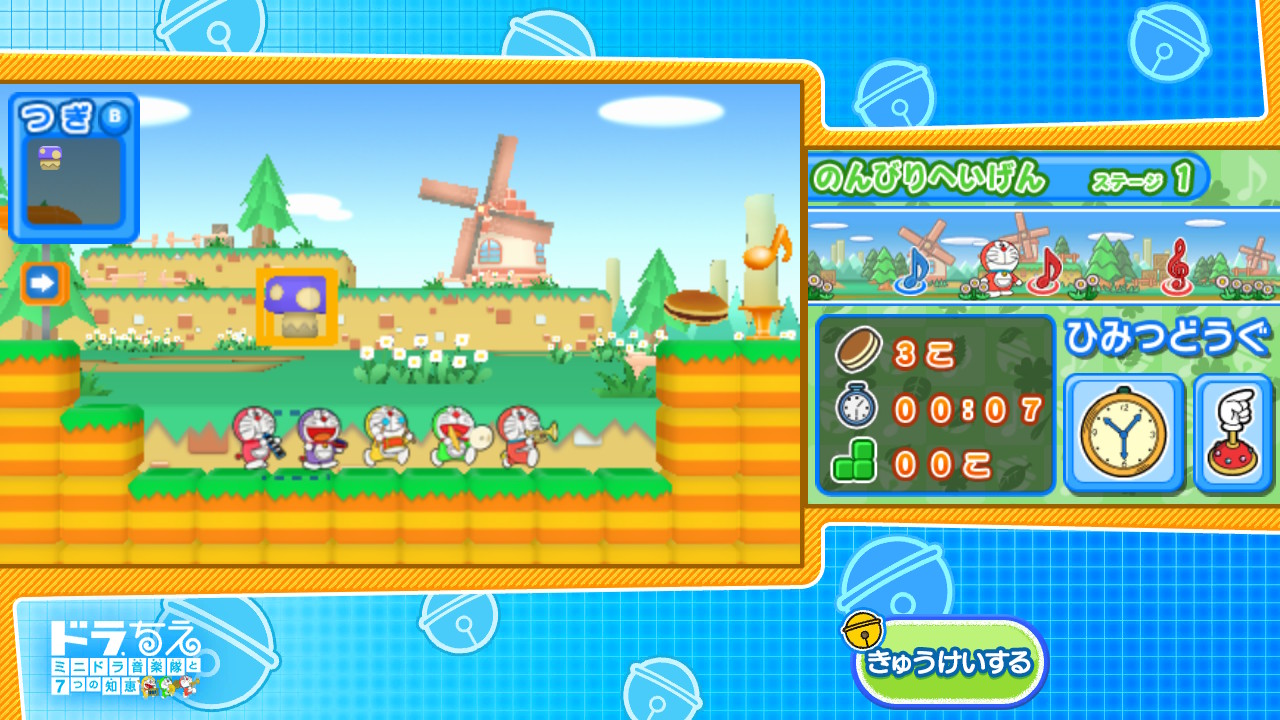 つぎ B
のんびりへいげん ステージ 1
3こ
00:07
00こ
ひみつどうぐ
きゅうけいする
ドラちえ
ミニドラ音楽隊と
7つの知恵